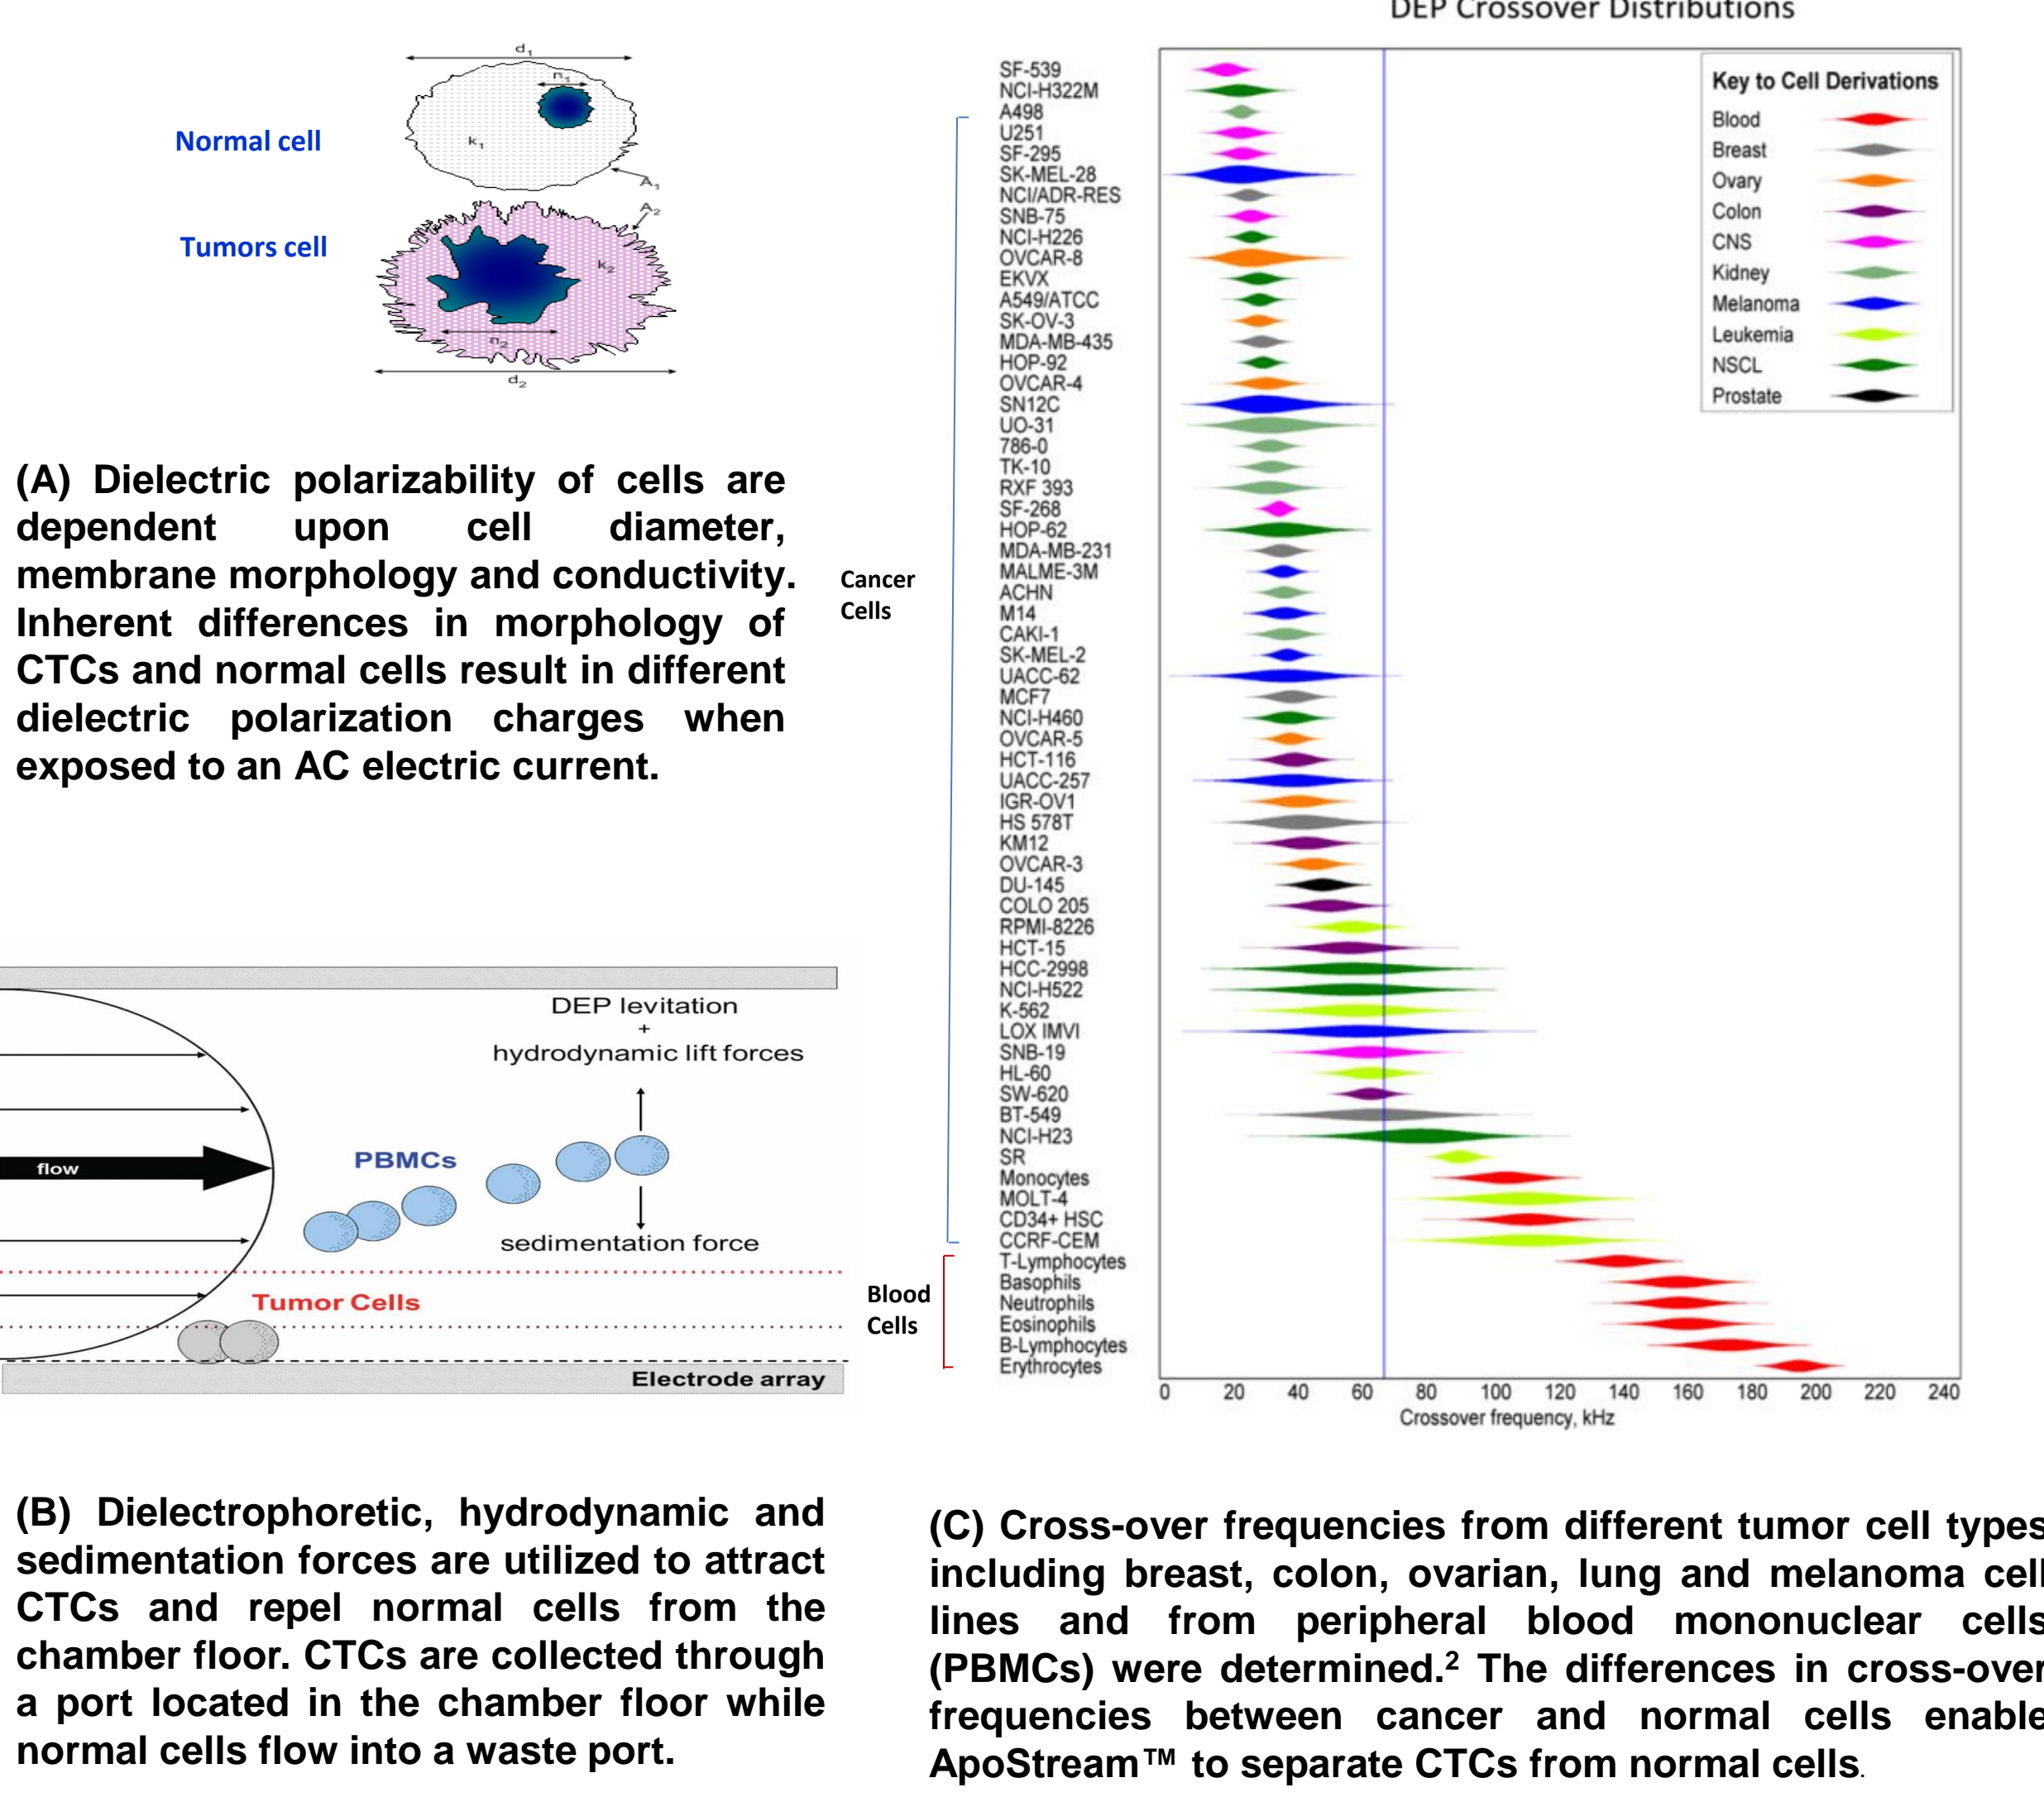 d1
n1
k1
A1
Normal cell
A2
Tumors cell
k2
n2
d2
(A) Dielectric polarizability of cells are
dependent upon cell diameter,
membrane morphology and conductivity.
Inherent differences in morphology of
CTCs and normal cells result in different
dielectric polarization charges when
exposed to an AC electric current.
DEP levitation
+
hydrodynamic lift forces
PBMCs
flow
sedimentation force
Tumor Cells
Electrode array
(B) Dielectrophoretic, hydrodynamic and
sedimentation forces are utilized to attract
CTCs and repel normal cells from the
chamber floor. CTCs are collected through
a port located in the chamber floor while
normal cells flow into a waste port.
DEP Crossover Distributions
Cancer
Cells
Blood
Cells
SF-539
NCI-H322M
A498
U251
SF-295
SK-MEL-28
NCI/ADR-RES
SNB-75
NCI-H226
OVCAR-8
EKVX
A549/ATCC
SK-OV-3
MDA-MB-435
HOP-92
OVCAR-4
SN12C
UO-31
786-0
TK-10
RXF 393
SF-268
HOP-62
MDA-MB-231
MALME-3M
ACHN
M14
CAKI-1
SK-MEL-2
UACC-62
MCF7
NCI-H460
OVCAR-5
HCT-116
UACC-257
IGR-OV1
HS 578T
KM12
OVCAR-3
DU-145
COLO 205
RPMI-8226
HCT-15
HCC-2998
NCI-H522
K-562
LOX IMVI
SNB-19
HL-60
SW-620
BT-549
NCI-H23
SR
Monocytes
MOLT-4
CD34+ HSC
CCRF-CEM
T-Lymphocytes
Basophils
Neutrophils
Eosinophils
B-Lymphocytes
Erythrocytes
Key to Cell Derivations
Blood
Breast
Ovary
Colon
CNS
Kidney
Melanoma
Leukemia
NSCL
Prostate
0 20 40 60 80 100 120 140 160 180 200 220 240
Crossover frequency, kHz
(C) Cross-over frequencies from different tumor cell types
including breast, colon, ovarian, lung and melanoma cell
lines and from peripheral blood mononuclear cells
(PBMCs) were determined.² The differences in cross-over
frequencies between cancer and normal cells enable
ApoStream™ to separate CTCs from normal cells.